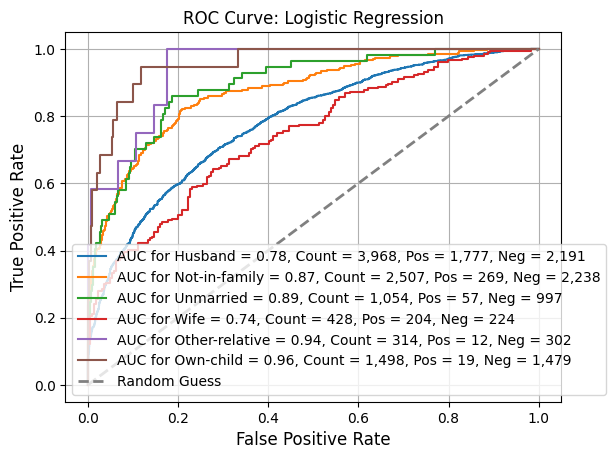 ROC Curve: Logistic Regression
True Positive Rate
1.0
0.8
0.6
0.4
0.2
0.0
AUC for Husband = 0.78, Count = 3,968, Pos = 1,777, Neg = 2,191
AUC for Not-in-family = 0.87, Count = 2,507, Pos = 269, Neg = 2,238
AUC for Unmarried = 0.89, Count = 1,054, Pos = 57, Neg = 997
AUC for Wife = 0.74, Count = 428, Pos = 204, Neg = 224
AUC for Other-relative = 0.94, Count = 314, Pos = 12, Neg = 302
AUC for Own-child = 0.96, Count = 1,498, Pos = 19, Neg = 1,479
Random Guess
0.0 0.2 0.4 0.6 0.8 1.0
False Positive Rate